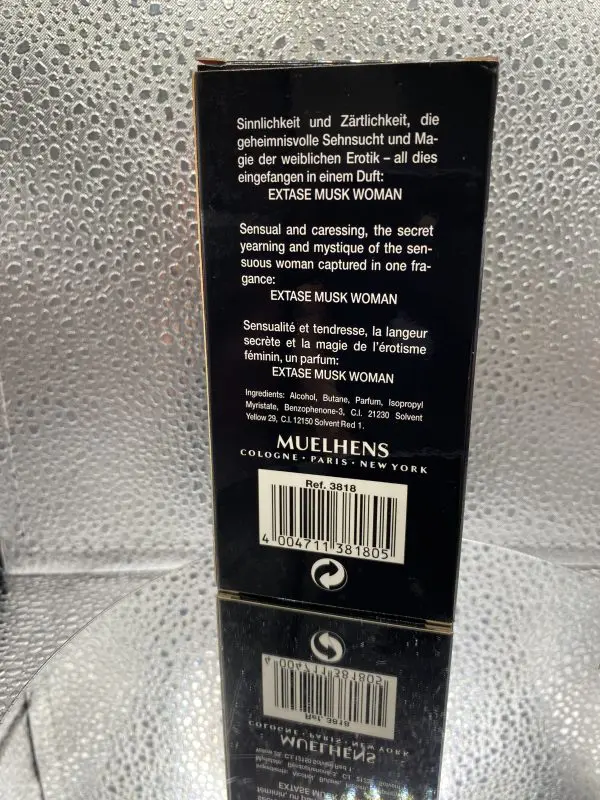 Sinnlichkeit und Zärtlichkeit, die
geheimnisvolle Sehnsucht und Ma-
gie der weiblichen Erotik – all dies
eingefangen in einem Duft:
EXTASE MUSK WOMAN
Sensual and caressing, the secret
yearning and mystique of the sen-
suous woman captured in one fra-
gance:
EXTASE MUSK WOMAN
Sensualité et tendresse, la langeur
secrète et la magie de l'érotisme
féminin, un parfum:
EXTASE MUSK WOMAN
Ingredients: Alcohol, Butane, Parfum, Isopropyl
Myristate, Benzophenone-3, C.I. 21230 Solvent
Yellow 29, C.I. 12150 Solvent Red 1.
MUELHENS
COLOGNE · PARIS · NEW YORK
Ref. 3818
4 004711 381805